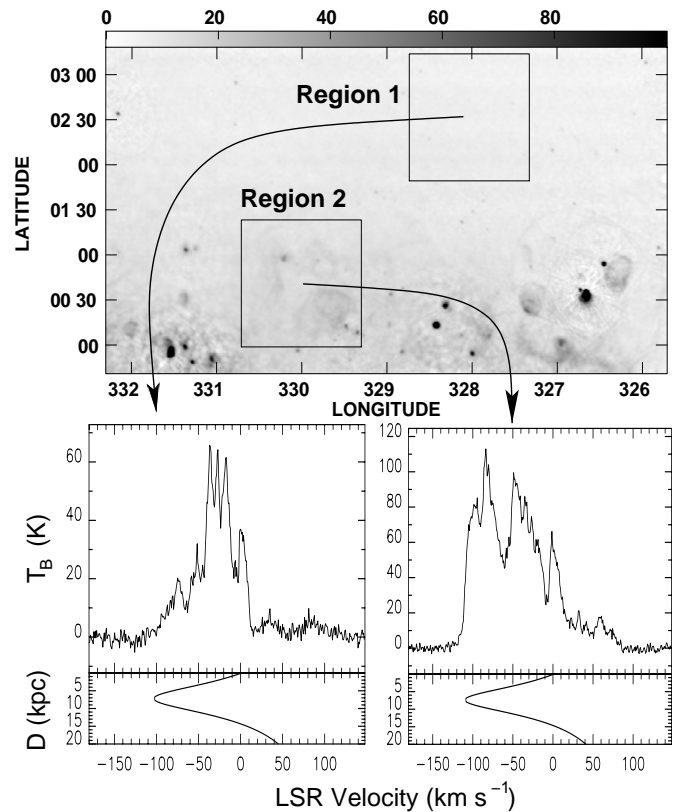 0 20 40 60 80
03 00
Region 1
02 30
00
Region 2
01 30
LATITUDE
00
00 30
00
332 331 330 329 328 327 326
LONGITUDE
60 40 20 0
120 100 80 60 40 20 0
T_B (K)
D (kpc)
5 10 15 20
5 10 15 20
−150 −100 −50 0 50 100
−150 −100 −50 0 50 100
LSR Velocity (km s⁻¹)